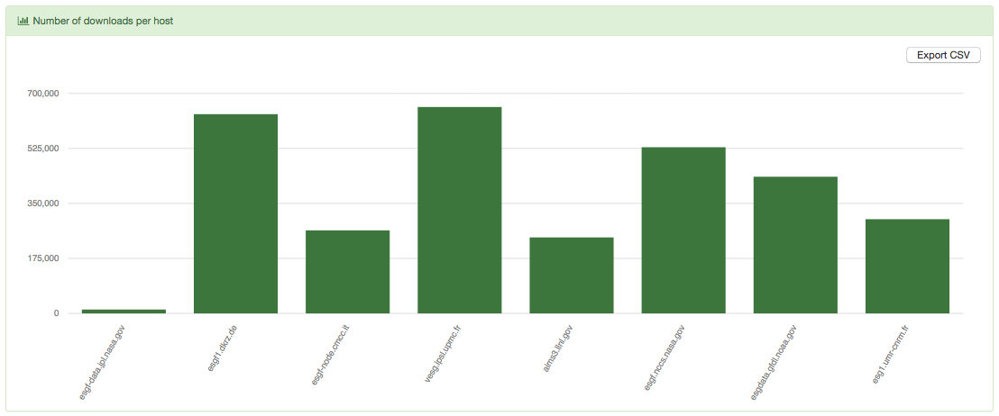 Number of downloads per host
Export CSV
700,000
525,000
350,000
175,000
0
esgf-data.jpl.nasa.gov
esgf1.dkrz.de
esgf-node.cmcc.it
vesg.ipsl.upmc.fr
aims3.llnl.gov
esgf.nccs.nasa.gov
esgdata.gfdl.noaa.gov
esg1.umr-cnrm.fr